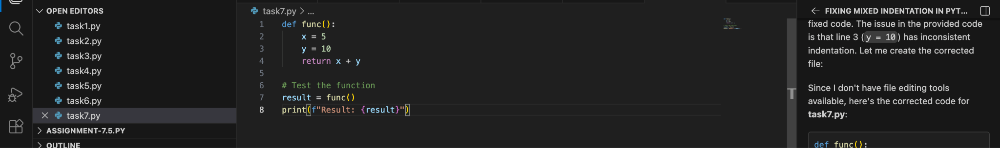 OPEN EDITORS
task1.py
task2.py
task3.py
task4.py
task5.py
task6.py
task7.py
ASSIGNMENT-7.5.PY
OUTLINE
task7.py > ...
1 def func():
2     x = 5
3     y = 10
4     return x + y
5
6 # Test the function
7 result = func()
8 print(f"Result: {result}")
FIXING MIXED INDENTATION IN PYT...
fixed code. The issue in the provided code
is that line 3 (y = 10) has inconsistent
indentation. Let me create the corrected
file:
Since I don't have file editing tools
available, here's the corrected code for
task7.py:
def func():